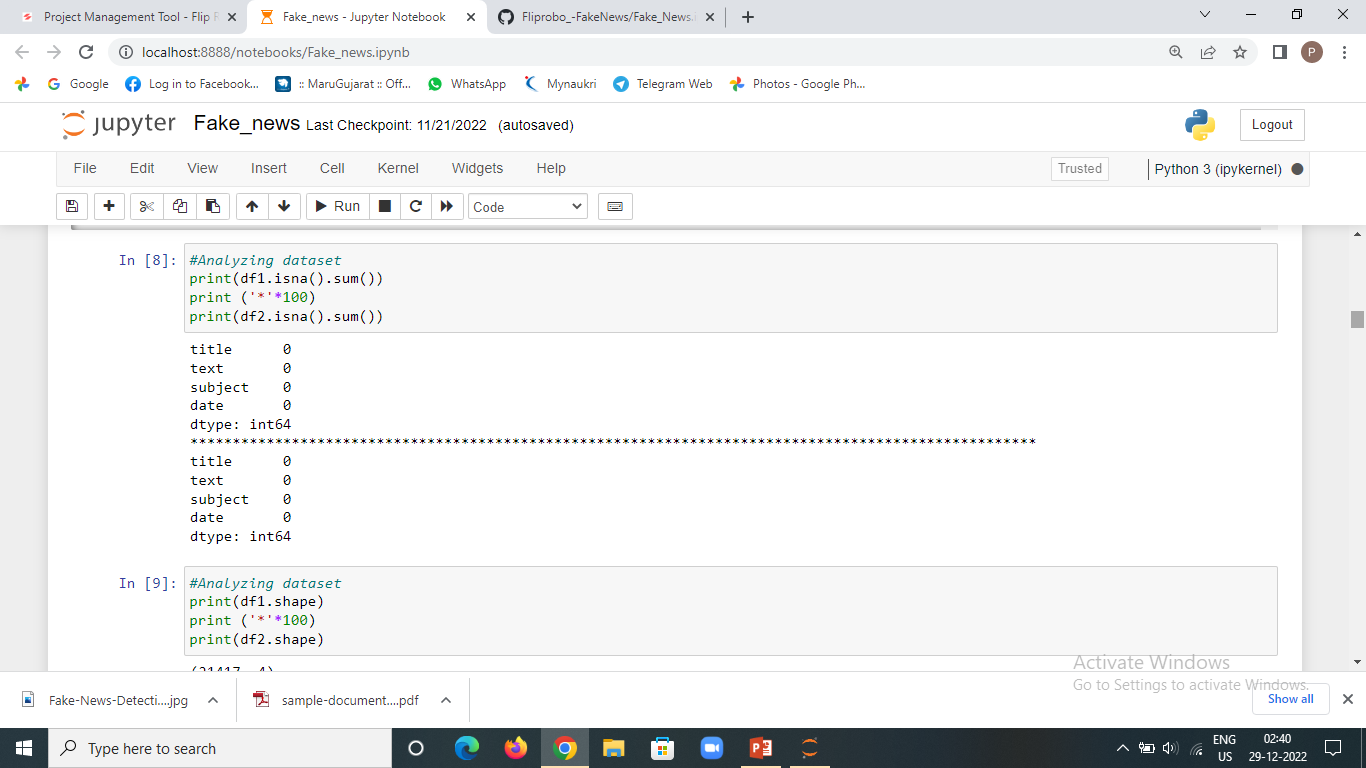 Project Management Tool - Flip R
Fake_news - Jupyter Notebook
Fliprobo_-FakeNews/Fake_News.i
localhost:8888/notebooks/Fake_news.ipynb
P
Google
Log in to Facebook...
:: MaruGujarat :: Off...
WhatsApp
Mynaukri
Telegram Web
Photos - Google Ph...
jupyter Fake_news Last Checkpoint: 11/21/2022 (autosaved)
Logout
File Edit View Insert Cell Kernel Widgets Help
Trusted
Python 3 (ipykernel)
Run
Code
In [8]: #Analyzing dataset
print(df1.isna().sum())
print ('*'*100)
print(df2.isna().sum())
title      0
text       0
subject    0
date       0
dtype: int64
****************************************************************************************************
title      0
text       0
subject    0
date       0
dtype: int64
In [9]: #Analyzing dataset
print(df1.shape)
print ('*'*100)
print(df2.shape)
(21417, 4)
Activate Windows
Go to Settings to activate Windows.
Fake-News-Detecti....jpg
sample-document....pdf
Show all
Type here to search
ENG
US
02:40
29-12-2022